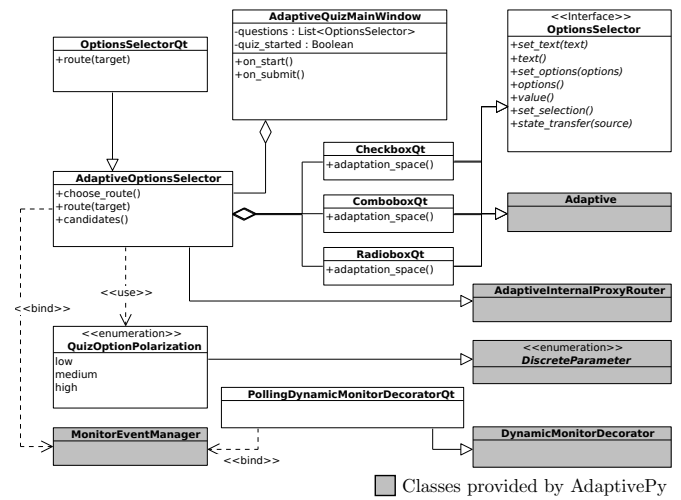 OptionsSelectorQt
+route(target)
AdaptiveQuizMainWindow
-questions : List<OptionsSelector>
-quiz_started : Boolean
+on_start()
+on_submit()
<<Interface>>
OptionsSelector
+set_text(text)
+text()
+set_options(options)
+options()
+value()
+set_selection()
+state_transfer(source)
AdaptiveOptionsSelector
+choose_route()
+route(target)
+candidates()
CheckboxQt
+adaptation_space()
ComboboxQt
+adaptation_space()
RadioboxQt
+adaptation_space()
Adaptive
AdaptiveInternalProxyRouter
<<use>>
<<bind>>
<<enumeration>>
QuizOptionPolarization
low
medium
high
<<enumeration>>
DiscreteParameter
PollingDynamicMonitorDecoratorQt
MonitorEventManager
<<bind>>
DynamicMonitorDecorator
Classes provided by AdaptivePy